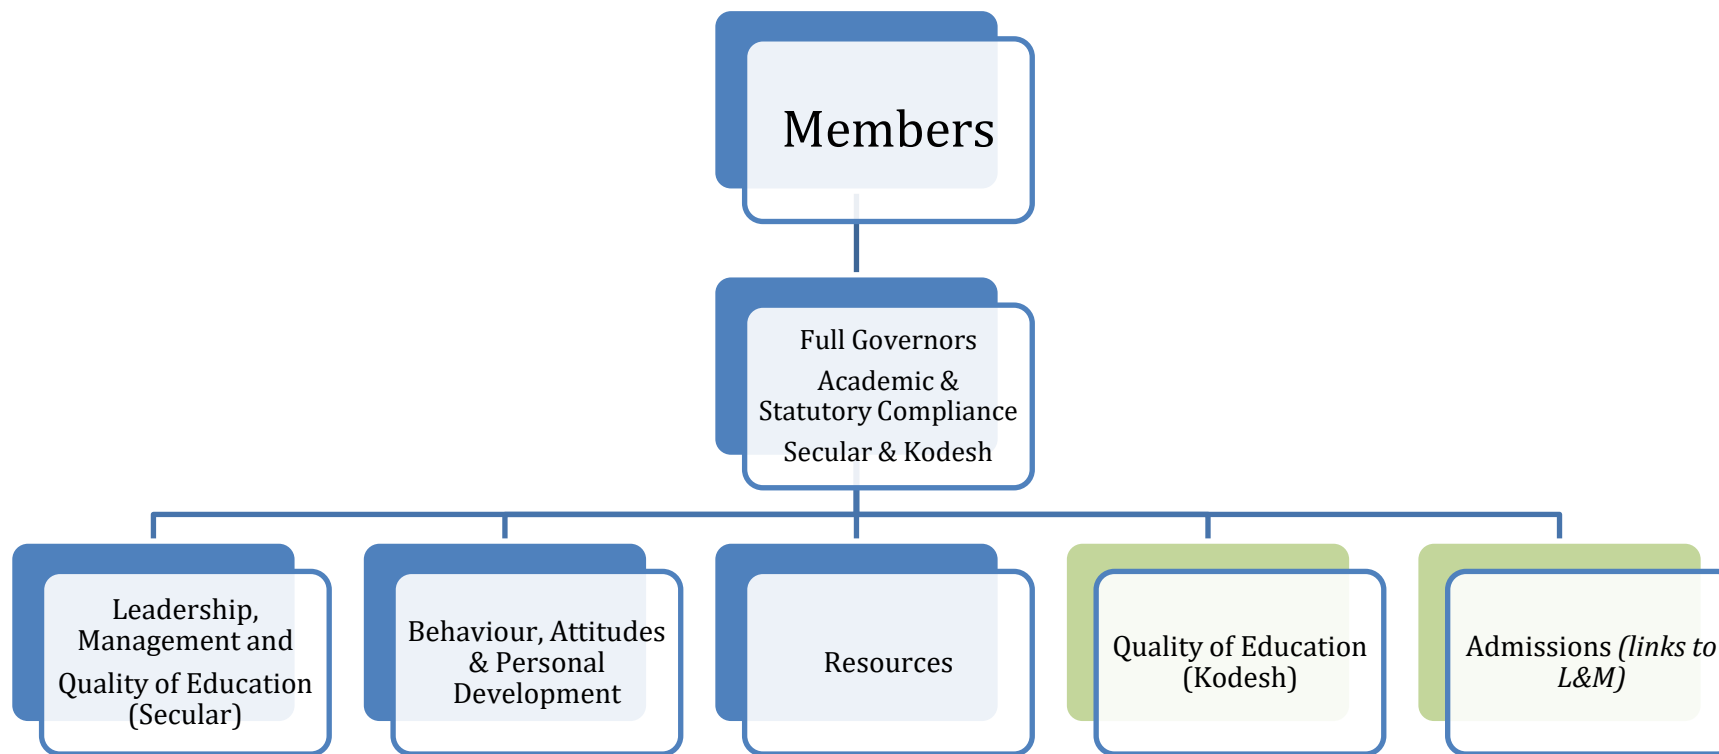 Members
Full Governors
Academic &
Statutory Compliance
Secular & Kodesh
Leadership,
Management and
Quality of Education
(Secular)
Behaviour, Attitudes
& Personal
Development
Resources
Quality of Education
(Kodesh)
Admissions (links to
L&M)